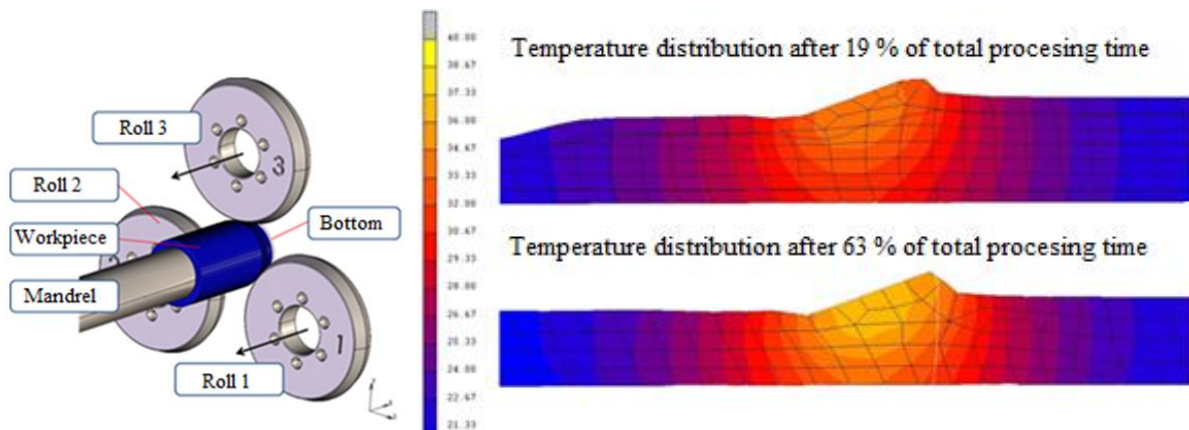 Roll 3
Roll 2
Workpiece
Mandrel
Bottom
Roll 1
3
1
40.00
38.67
37.33
36.00
34.67
33.33
32.00
30.67
29.33
28.00
26.67
25.33
24.00
22.67
21.33
Temperature distribution after 19 % of total procesing time
Temperature distribution after 63 % of total procesing time